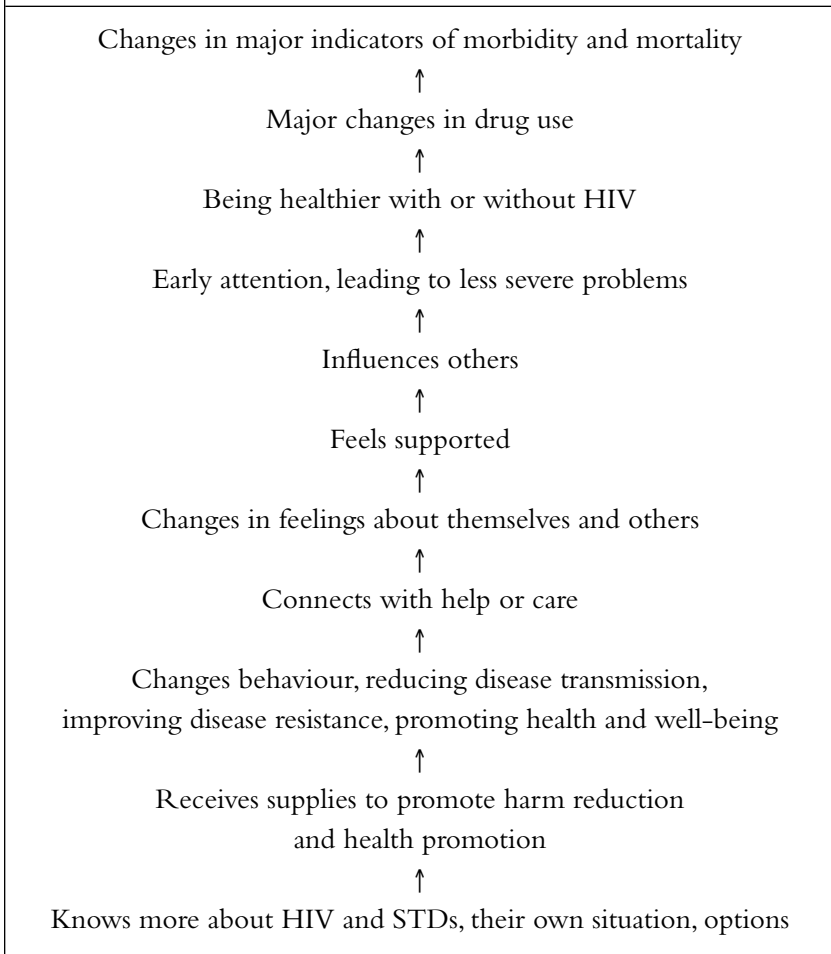 Changes in major indicators of morbidity and mortality
↑
Major changes in drug use
↑
Being healthier with or without HIV
↑
Early attention, leading to less severe problems
↑
Influences others
↑
Feels supported
↑
Changes in feelings about themselves and others
↑
Connects with help or care
↑
Changes behaviour, reducing disease transmission,
improving disease resistance, promoting health and well-being
↑
Receives supplies to promote harm reduction
and health promotion
↑
Knows more about HIV and STDs, their own situation, options